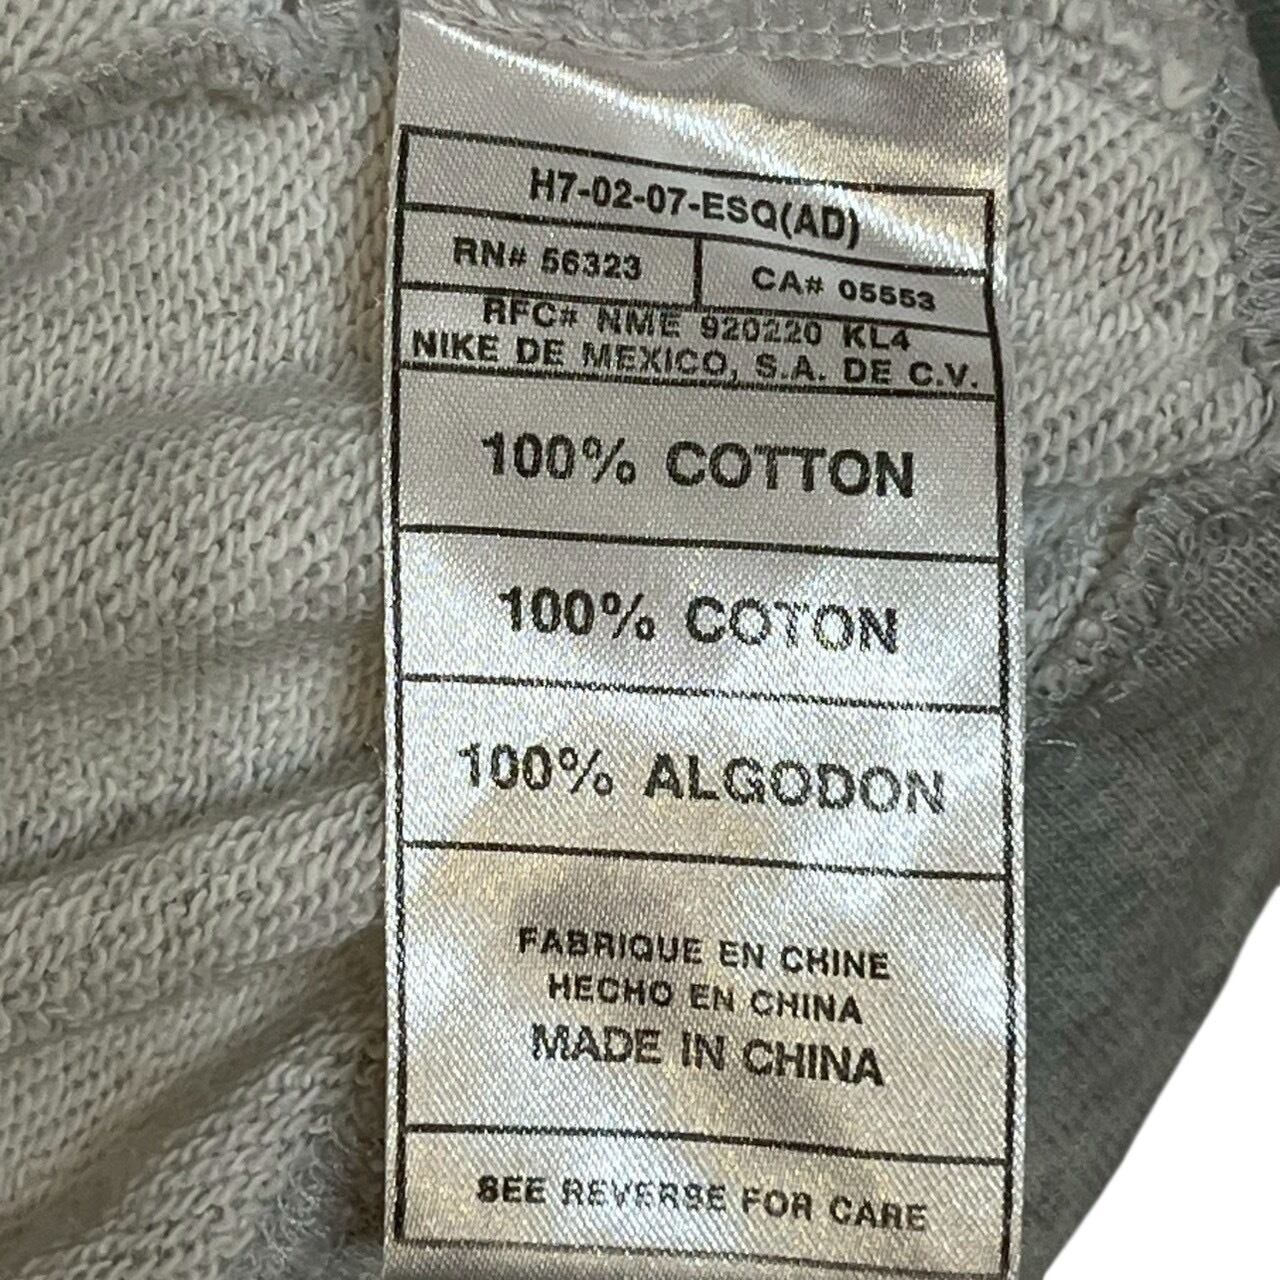 H7-02-07-ESQ(AD)
RN# 56323
CA# 05553
RFC# NME 920220 KL4
NIKE DE MEXICO, S.A. DE C.V.
100% COTTON
100% COTON
100% ALGODON
FABRIQUE EN CHINE
HECHO EN CHINA
MADE IN CHINA
SEE REVERSE FOR CARE